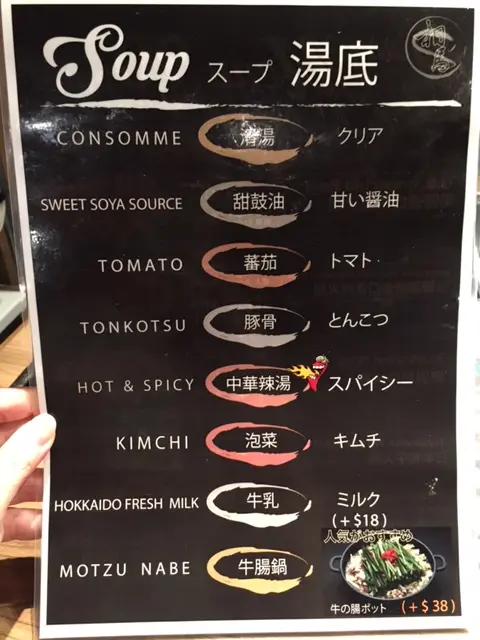 Soup スープ 湯底
CONSOMME 清湯 クリア
SWEET SOYA SOURCE 甜鼓油 甘い醤油
TOMATO 蕃茄 トマト
TONKOTSU 豚骨 とんこつ
HOT & SPICY 中華辣湯 スパイシー
KIMCHI 泡菜 キムチ
HOKKAIDO FRESH MILK 牛乳 ミルク
(+$18)
人気がおすすめ
MOTZU NABE 牛腸鍋
牛の腸ポット (+$38)